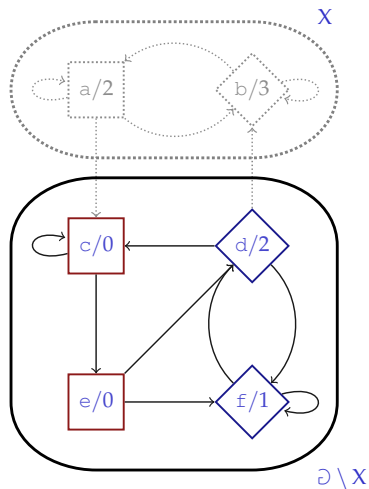 X
a/2 b/3
c/0 d/2
e/0 f/1
⅁ \ X